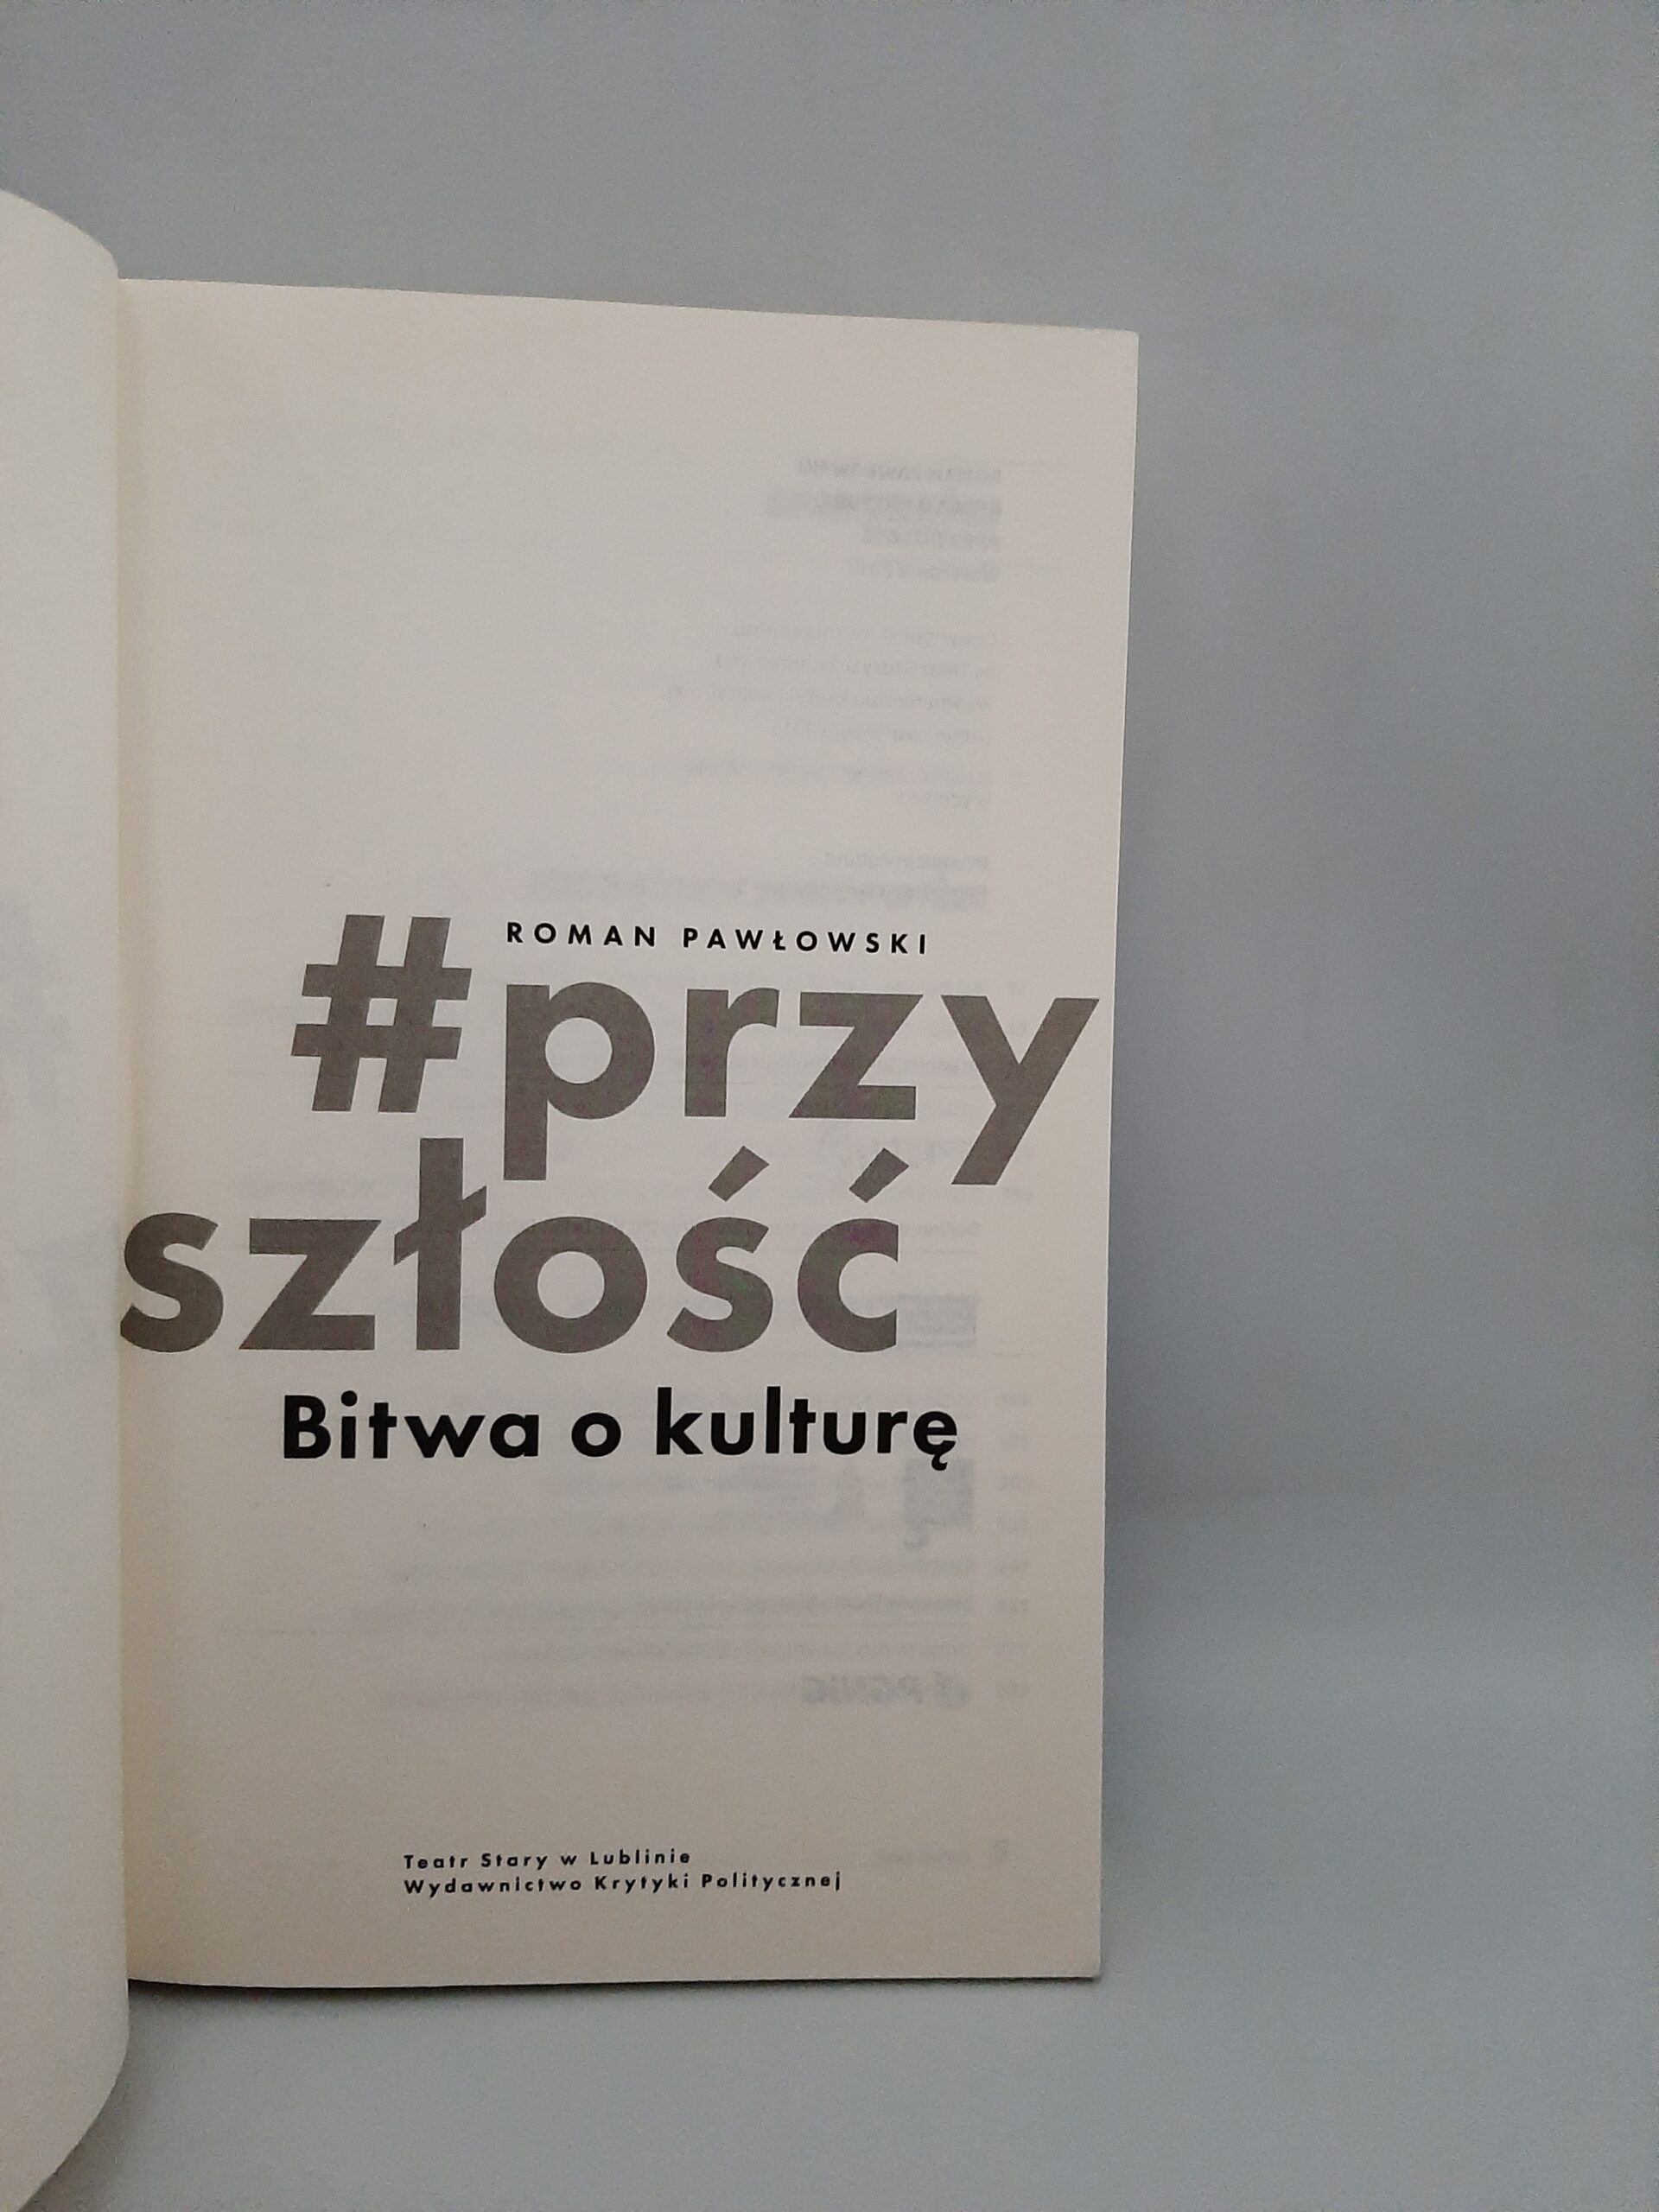 ROMAN PAWŁOWSKI
#przy
szłość
Bitwa o kulturę
Teatr Stary w Lublinie
Wydawnictwo Krytyki Politycznej